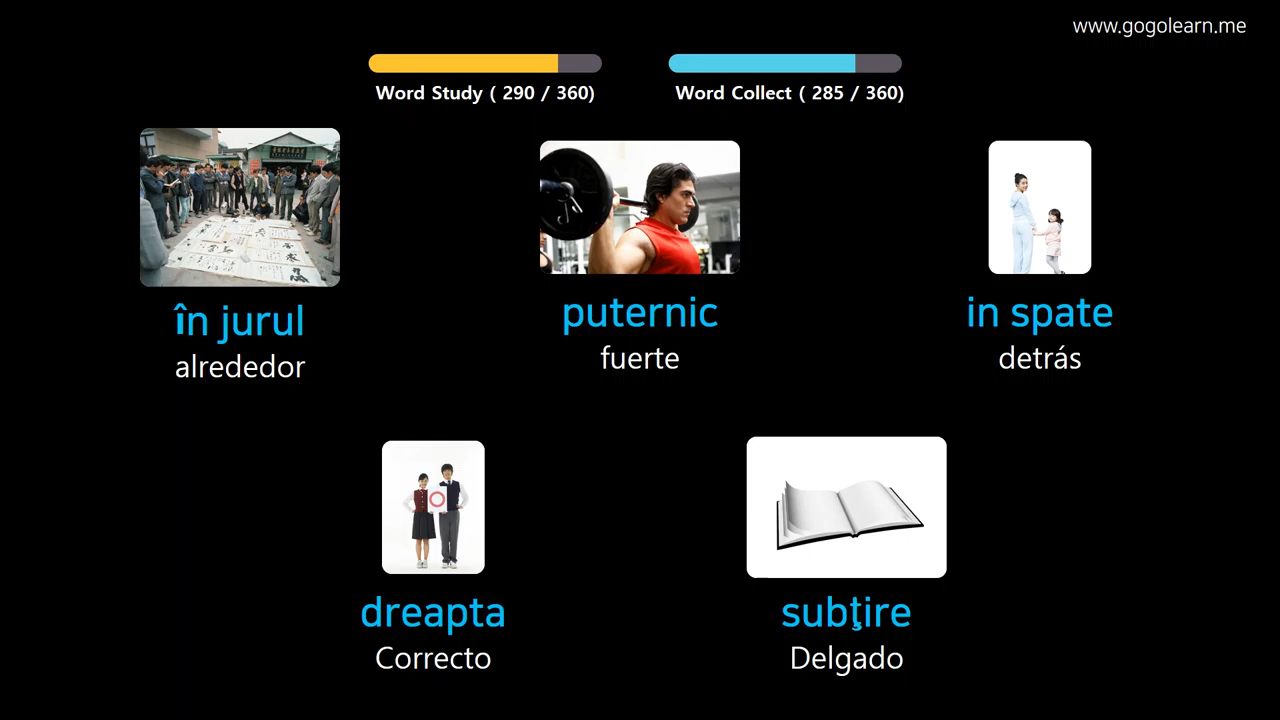 www.gogolearn.me
Word Study ( 290 / 360)
Word Collect ( 285 / 360)
în jurul
alrededor
puternic
fuerte
in spate
detrás
dreapta
Correcto
subţire
Delgado